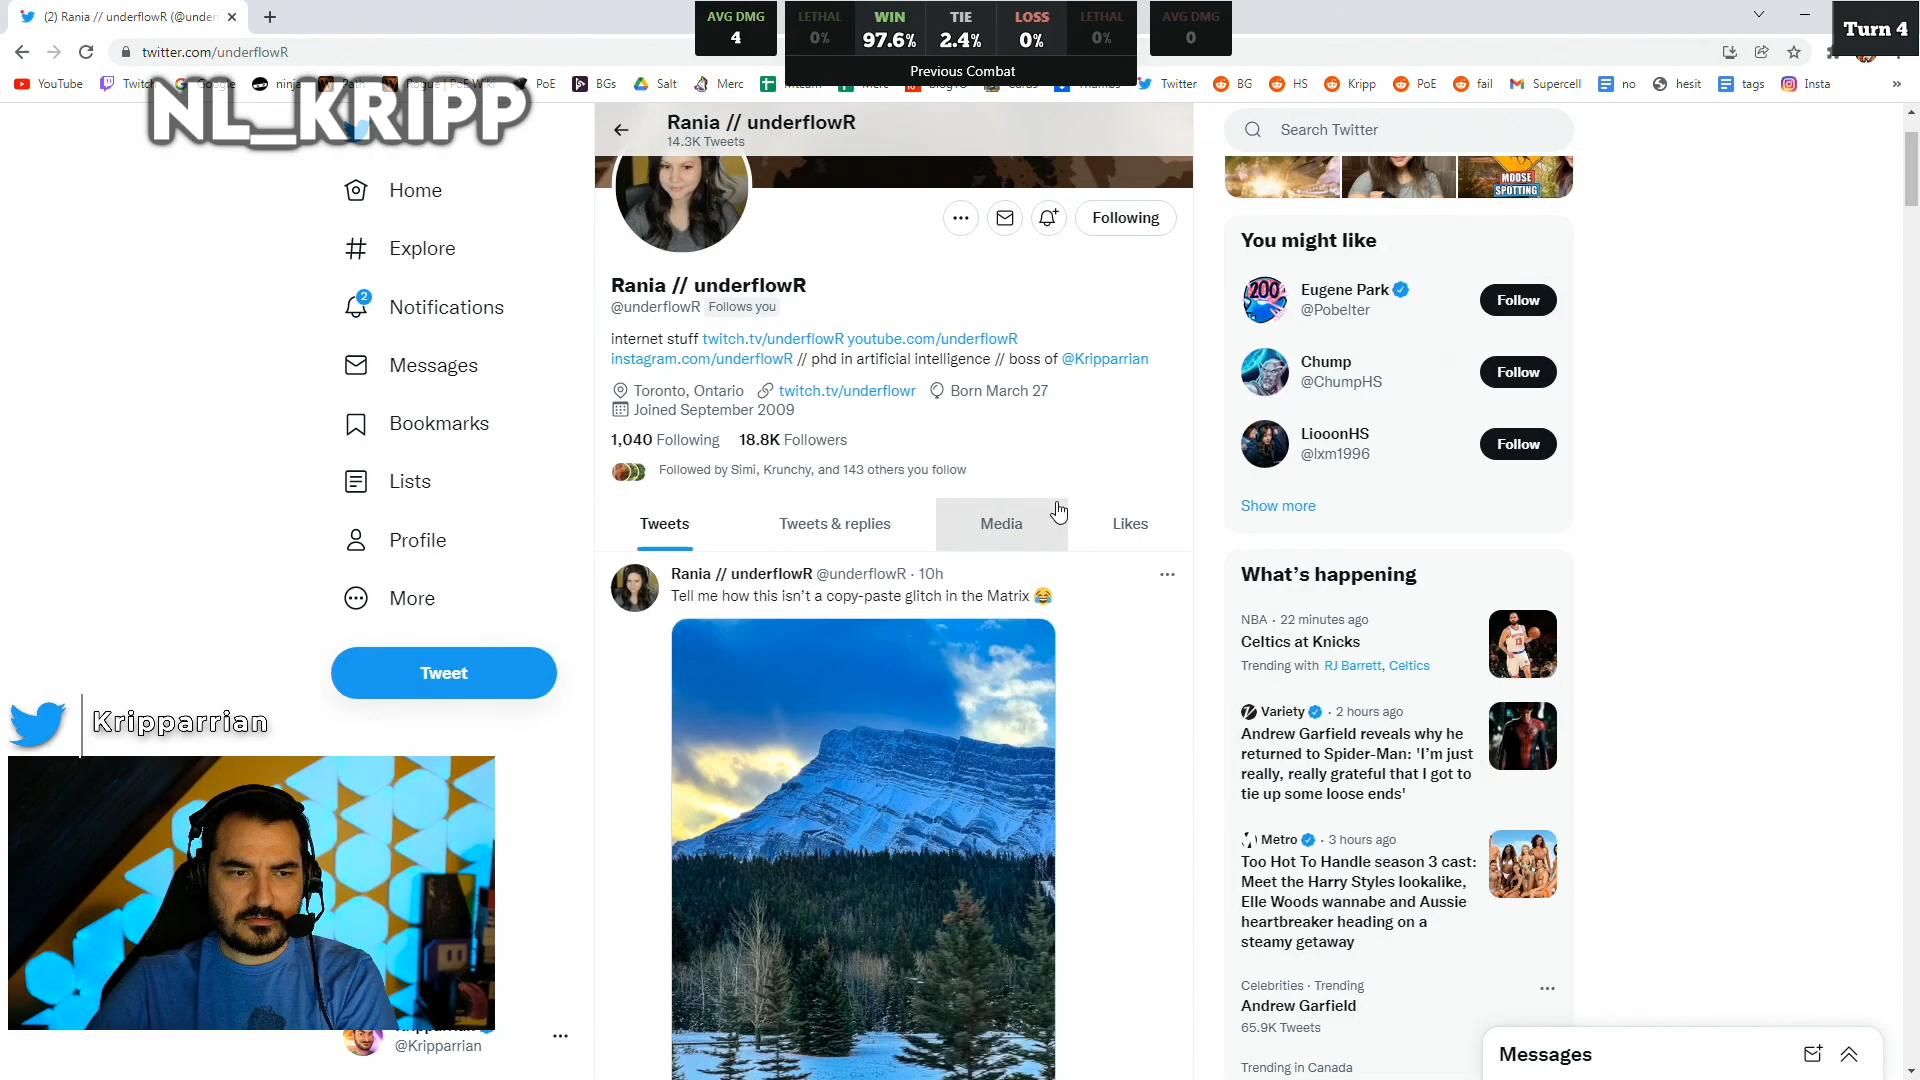 (2) Rania // underflowR (@under
twitter.com/underflowR
AVG DMG
4
LETHAL
0%
WIN
97.6%
TIE
2.4%
LOSS
0%
LETHAL
0%
Previous Combat
AVG DMG
0
Turn 4
YouTube
Twitch
Google
ninja
Path
Rogue | PoE Wiki
PoE
BGs
Salt
Merc
Twitter
BG
HS
Kripp
PoE
fail
Supercell
no
hesit
tags
Insta
»
NL_KRIPP
Home
Explore
2
Notifications
Messages
Bookmarks
Lists
Profile
More
Tweet
Kripparrian
@Kripparrian
Rania // underflowR
14.3K Tweets
Following
Rania // underflowR
@underflowR Follows you
internet stuff twitch.tv/underflowR youtube.com/underflowR
instagram.com/underflowR // phd in artificial intelligence // boss of @Kripparrian
Toronto, Ontario twitch.tv/underflowr Born March 27
Joined September 2009
1,040 Following 18.8K Followers
Followed by Simi, Krunchy, and 143 others you follow
Tweets
Tweets & replies
Media
Likes
Rania // underflowR @underflowR · 10h
Tell me how this isn't a copy-paste glitch in the Matrix 😂
Search Twitter
MOOSE
SPOTTING
You might like
200
Eugene Park
@Pobelter
Follow
Chump
@ChumpHS
Follow
LiooonHS
@lxm1996
Follow
Show more
What's happening
NBA · 22 minutes ago
Celtics at Knicks
Trending with RJ Barrett, Celtics
Variety · 2 hours ago
Andrew Garfield reveals why he
returned to Spider-Man: 'I'm just
really, really grateful that I got to
tie up some loose ends'
Metro · 3 hours ago
Too Hot To Handle season 3 cast:
Meet the Harry Styles lookalike,
Elle Woods wannabe and Aussie
heartbreaker heading on a
steamy getaway
Celebrities · Trending
Andrew Garfield
65.9K Tweets
Trending in Canada
Messages